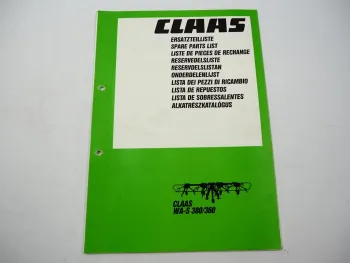 CLAAS
ERSATZTEILLISTE
SPARE PARTS LIST
LISTE DE PIECES DE RECHANGE
RESERVEDELSLISTE
RESERVDELSLISTAN
ONDERDELENLIJST
LISTA DEI PEZZI DI RICAMBIO
LISTA DE REPUESTOS
LISTA DE SOBRESSALENTES
ALKATRÉSZKATALÓGUS
CLAAS
WA-S 380/360